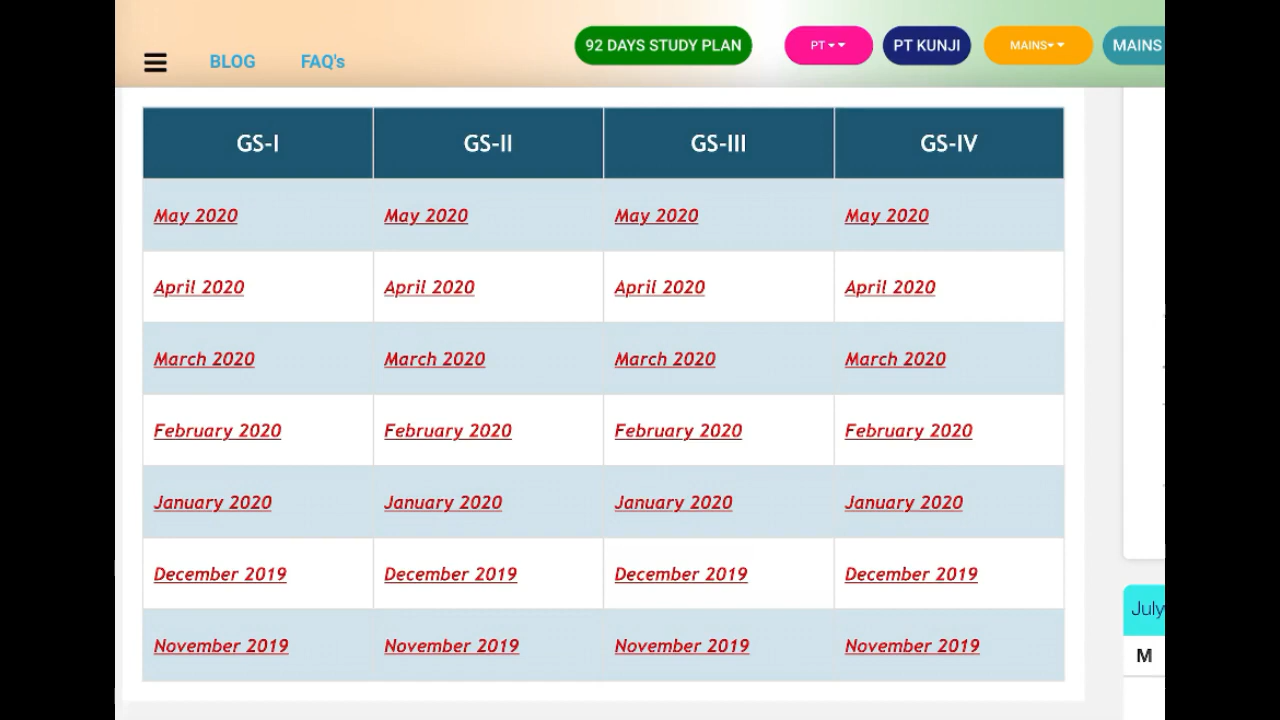 BLOG FAQ's 92 DAYS STUDY PLAN PT PT KUNJI MAINS MAINS
GS-I GS-II GS-III GS-IV
May 2020 May 2020 May 2020 May 2020
April 2020 April 2020 April 2020 April 2020
March 2020 March 2020 March 2020 March 2020
February 2020 February 2020 February 2020 February 2020
January 2020 January 2020 January 2020 January 2020
December 2019 December 2019 December 2019 December 2019
November 2019 November 2019 November 2019 November 2019
July
M